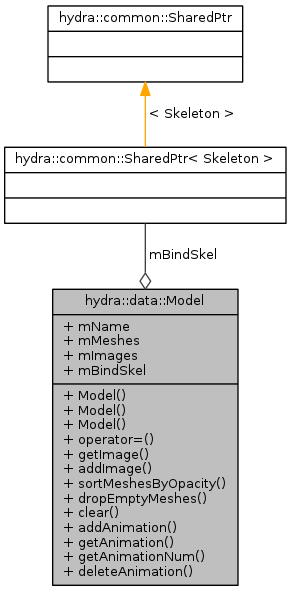 hydra::common::SharedPtr
< Skeleton >
hydra::common::SharedPtr< Skeleton >
mBindSkel
hydra::data::Model
+ mName
+ mMeshes
+ mImages
+ mBindSkel
+ Model()
+ Model()
+ Model()
+ operator=()
+ getImage()
+ addImage()
+ sortMeshesByOpacity()
+ dropEmptyMeshes()
+ clear()
+ addAnimation()
+ getAnimation()
+ getAnimationNum()
+ deleteAnimation()